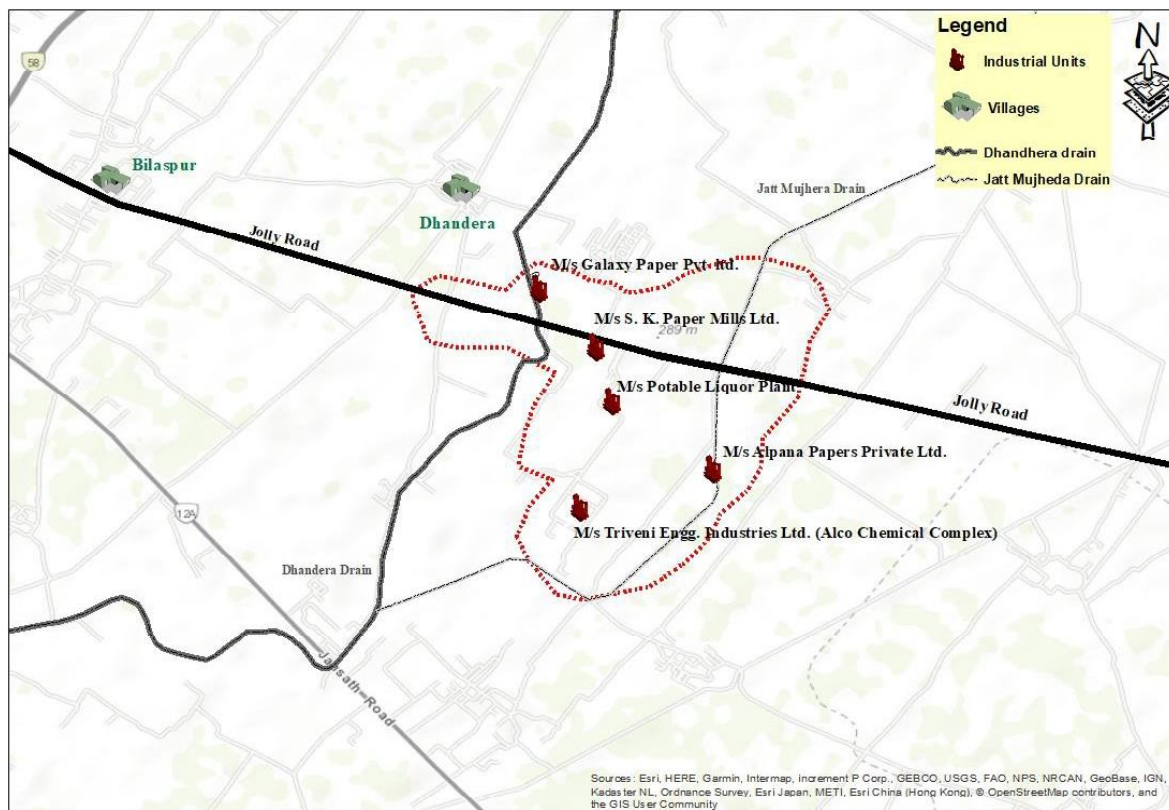 Legend
N
Industrial Units
Villages
Dhandhera drain
Jatt Mujheda Drain
58
Bilaspur
Dhandera
Jatt Mujhera Drain
Jolly Road
M/s Galaxy Paper Pvt. ltd.
M/s S. K. Paper Mills Ltd.
289 m
M/s Potable Liquor Plant
Jolly Road
M/s Alpana Papers Private Ltd.
12A
M/s Triveni Engg. Industries Ltd. (Alco Chemical Complex)
Dhandera Drain
Jansath Road
Sources: Esri, HERE, Garmin, Intermap, increment P Corp., GEBCO, USGS, FAO, NPS, NRCAN, GeoBase, IGN,
Kadaster NL, Ordnance Survey, Esri Japan, METI, Esri China (Hong Kong), © OpenStreetMap contributors, and
the GIS User Community